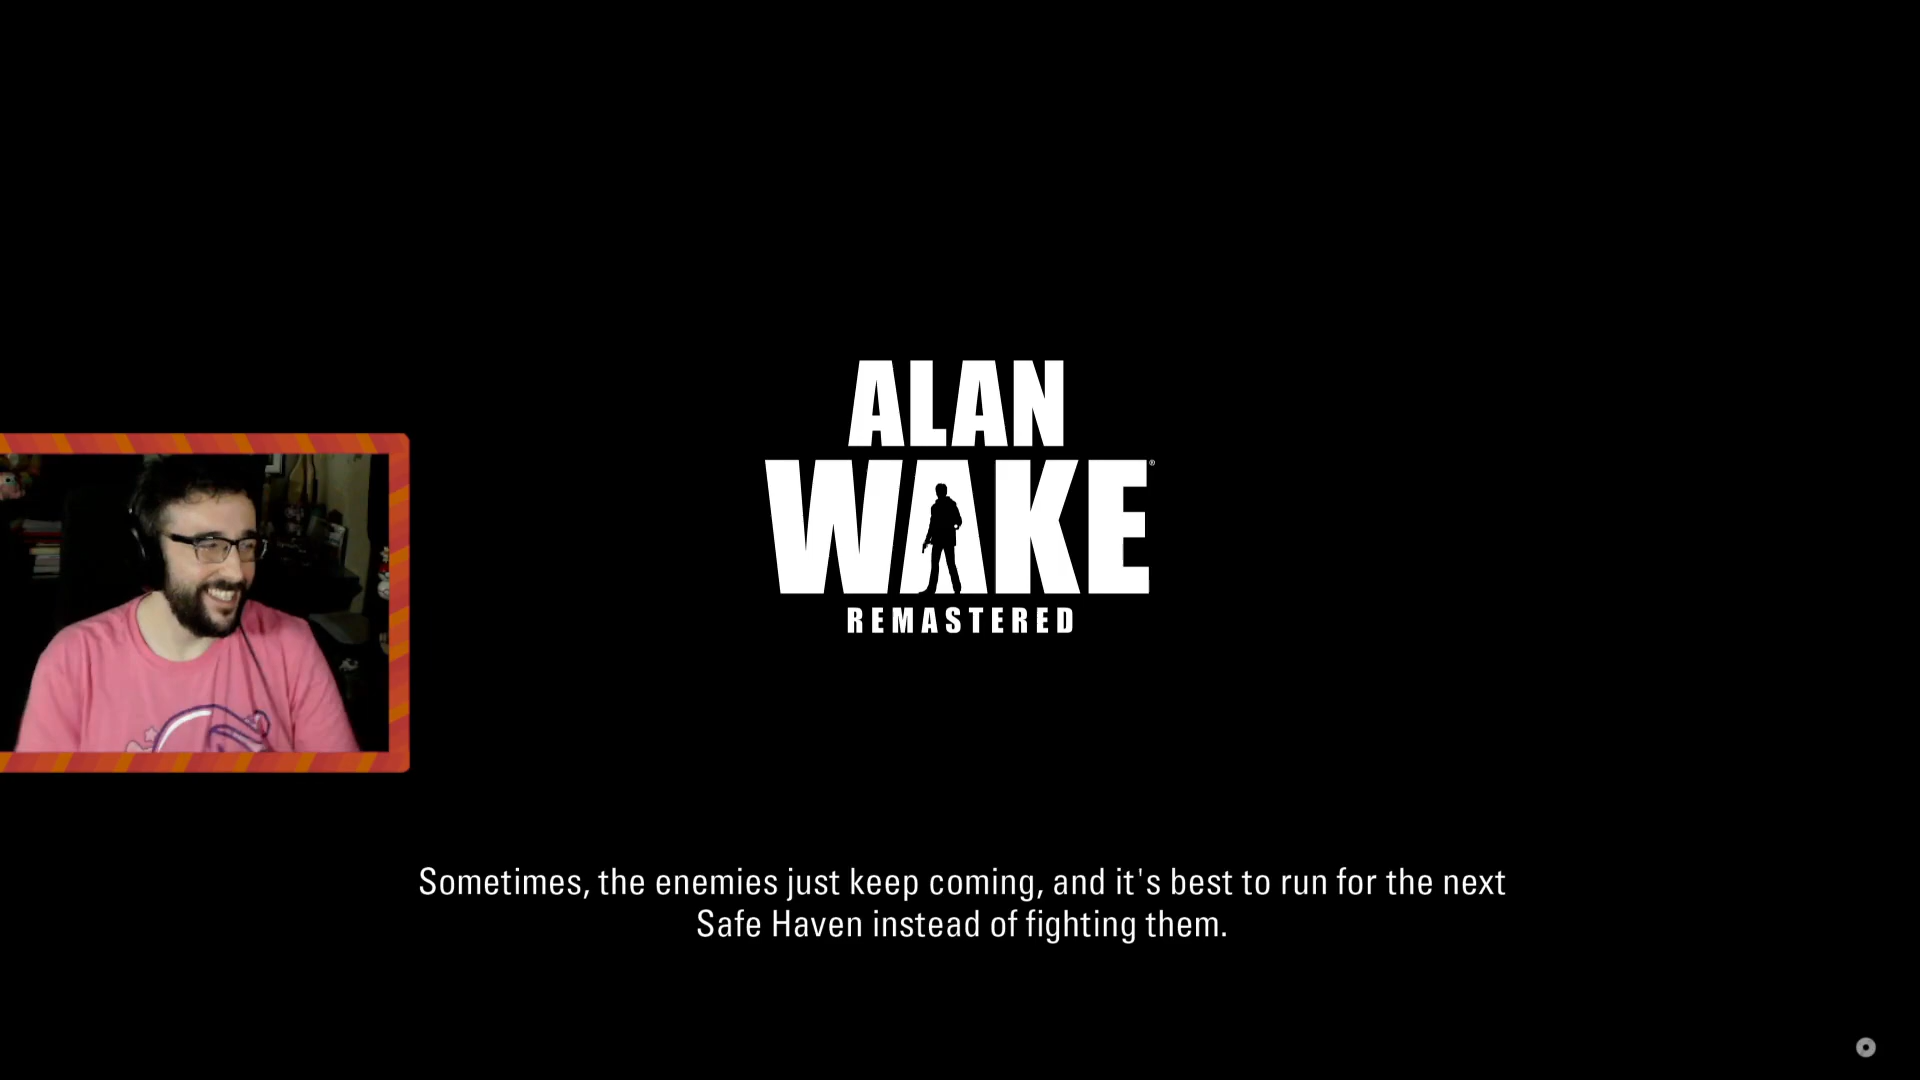 ALAN
WAKE®
REMASTERED
Sometimes, the enemies just keep coming, and it's best to run for the next
Safe Haven instead of fighting them.